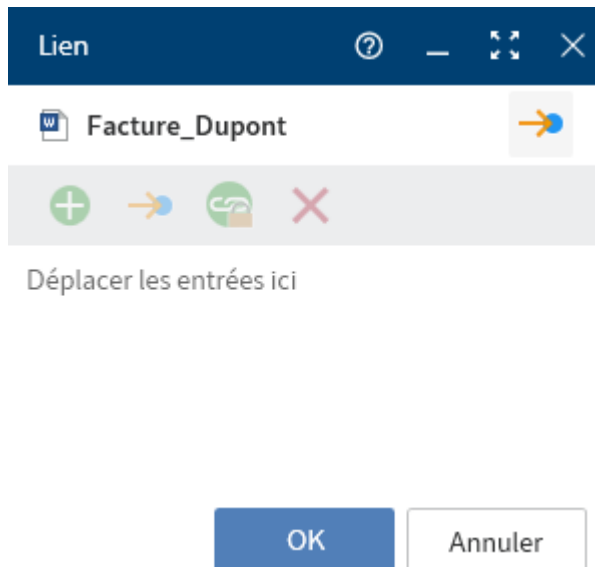 Lien
Facture_Dupont
Déplacer les entrées ici
OK
Annuler